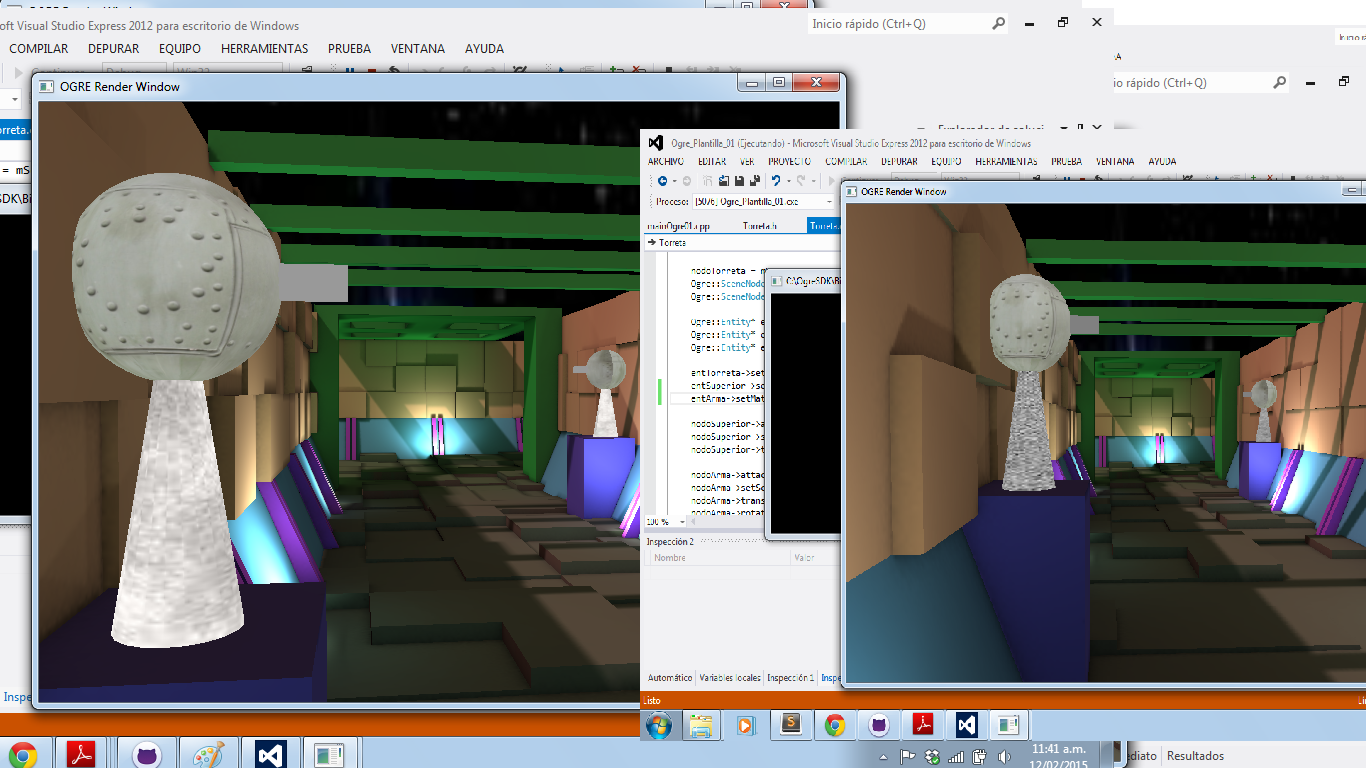 oft Visual Studio Express 2012 para escritorio de Windows
Inicio rápido (Ctrl+Q)
COMPILAR DEPURAR EQUIPO HERRAMIENTAS PRUEBA VENTANA AYUDA
io rápido (Ctrl+Q)
OGRE Render Window
Torreta.c
= mS
SDK\Bi
Ogre_Plantilla_01 (Ejecutando) - Microsoft Visual Studio Express 2012 para escritorio de Windows
ARCHIVO EDITAR VER PROYECTO COMPILAR DEPURAR EQUIPO HERRAMIENTAS PRUEBA VENTANA AYUDA
Proceso: [5076] Ogre_Plantilla_01.exe
OGRE Render Window
mainOgre01.cpp Torreta.h Torreta.c
Torreta
nodoTorreta = m
Ogre::SceneNode
Ogre::SceneNode
C:\OgreSDK\Bi
Ogre::Entity* e
Ogre::Entity* e
Ogre::Entity* e
entTorreta->set
entSuperior->se
entArma->setMat
nodoSuperior->a
nodoSuperior->s
nodoSuperior->t
nodoArma->attac
nodoArma->setSc
nodoArma->trans
nodoArma->rotat
100 %
Inspección 2
Nombre Valor
Automático Variables locales Inspección 1 Inspe
Inspe
Listo
11:41 a.m.
12/02/2015
ediato Resultados